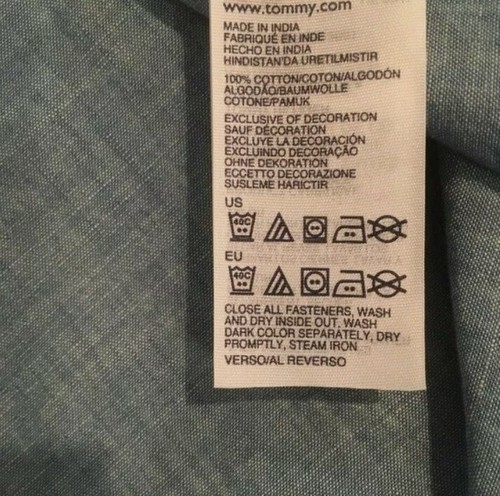 www.tommy.com
MADE IN INDIA
FABRIQUÉ EN INDE
HECHO EN INDIA
HINDISTAN'DA URETILMISTIR
100% COTTON/COTON/ALGODÓN
ALGODÃO/BAUMWOLLE
COTONE/PAMUK
EXCLUSIVE OF DECORATION
SAUF DÉCORATION
EXCLUYE LA DECORACIÓN
EXCLUINDO DECORAÇÃO
OHNE DEKORATION
ECCETTO DECORAZIONE
SUSLEME HARICTIR
US
40C
EU
40C
CLOSE ALL FASTENERS, WASH
AND DRY INSIDE OUT, WASH
DARK COLOR SEPARATELY, DRY
PROMPTLY, STEAM IRON
VERSO/AL REVERSO